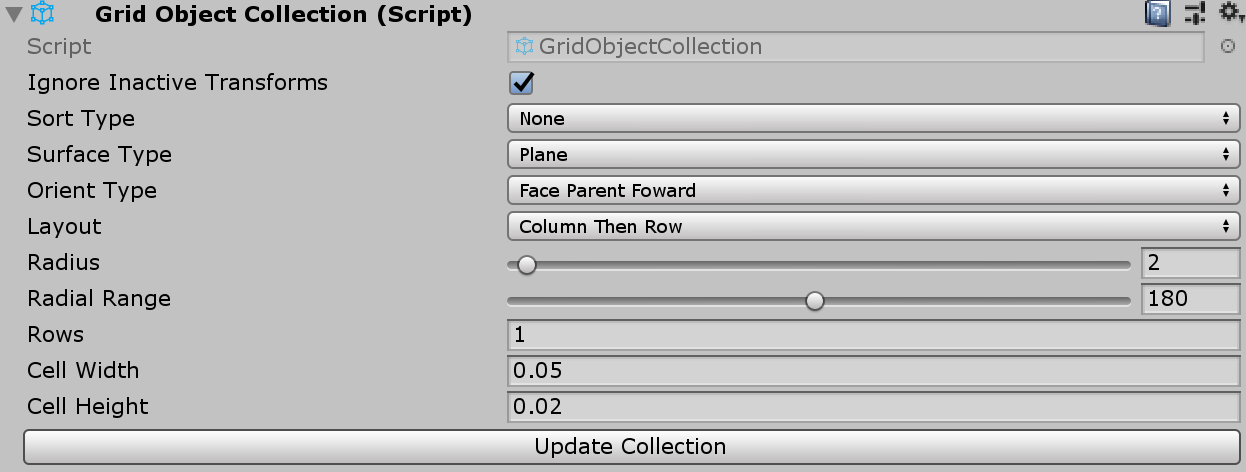 Grid Object Collection (Script)
Script GridObjectCollection
Ignore Inactive Transforms
Sort Type None
Surface Type Plane
Orient Type Face Parent Foward
Layout Column Then Row
Radius 2
Radial Range 180
Rows 1
Cell Width 0.05
Cell Height 0.02
Update Collection